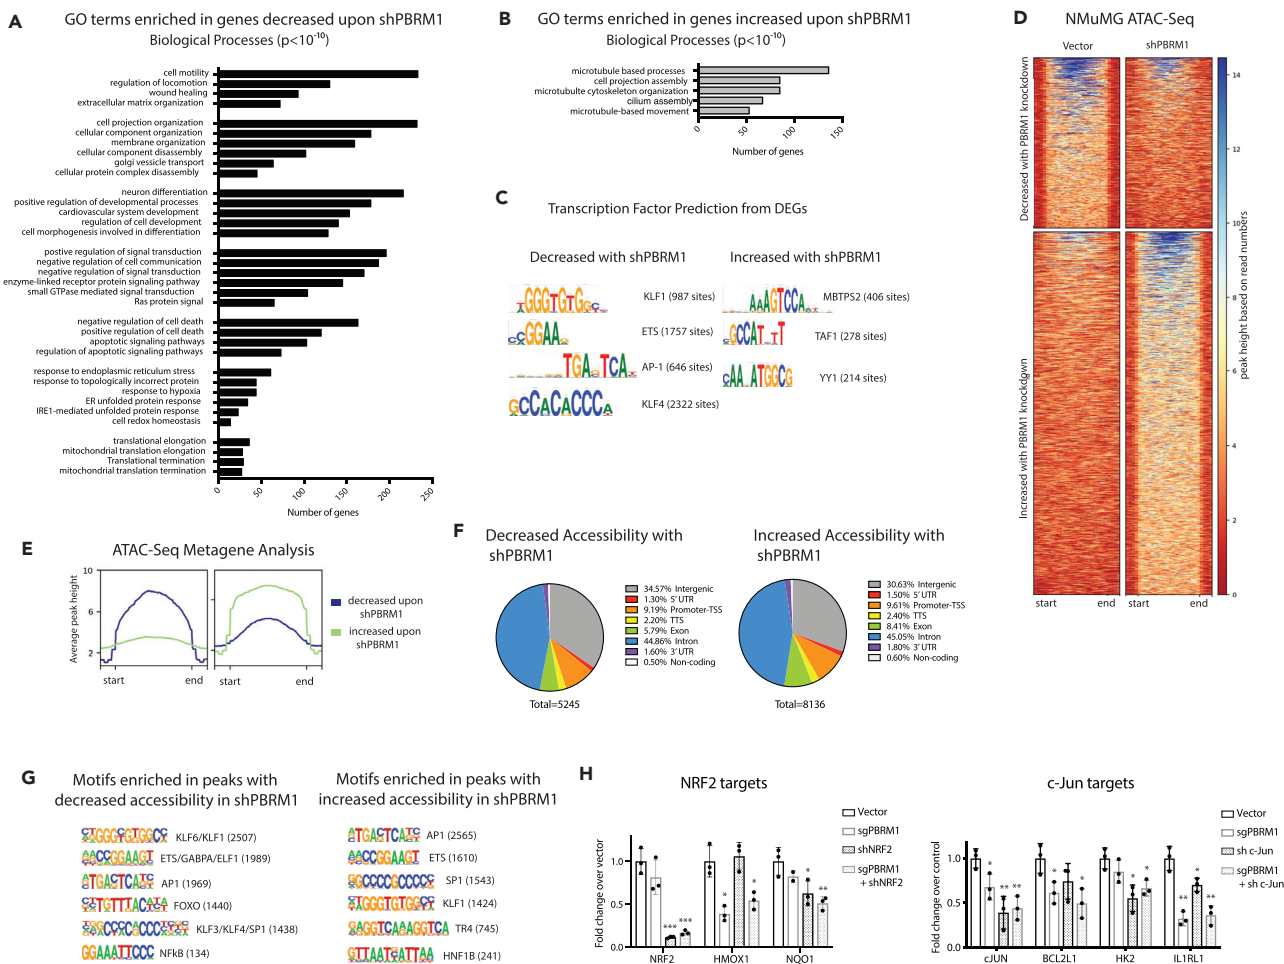 A
GO terms enriched in genes decreased upon shPBRM1
Biological Processes (p<10⁻¹⁰)
cell motility
regulation of locomotion
wound healing
extracellular matrix organization
cell projection organization
cellular component organization
membrane organization
cellular component disassembly
golgi vessicle transport
cellular protein complex disassembly
neuron differentiation
positive regulation of developmental processes
cardiovascular system development
regulation of cell development
cell morphogenesis involved in differentiation
postive regulation of signal transduction
negative regulation of cell communication
negative regulation of signal transduction
enzyme-linked receptor protein signaling pathway
small GTPase mediated signal transduction
Ras protein signal
negative regulation of cell death
positive regulation of cell death
apoptotic signaling pathways
regulation of apoptotic signaling pathways
response to endoplasmic reticulum stress
response to topologically incorrect protein
response to hypoxia
ER unfolded protein response
IRE1-mediated unfolded protein response
cell redox homeostasis
translational elongation
mitochondrial translation elongation
Translational termination
mitochondrial translation termination
0 50 100 150 200 250
Number of genes
B
GO terms enriched in genes increased upon shPBRM1
Biological Processes (p<10⁻¹⁰)
microtubule based processes
cell projection assembly
microtubulte cytoskeleton organization
cilium assembly
microtubule-based movement
0 50 100 150
Number of genes
C
Transcription Factor Prediction from DEGs
Decreased with shPBRM1
KLF1 (987 sites)
ETS (1757 sites)
AP-1 (646 sites)
KLF4 (2322 sites)
Increased with shPBRM1
MBTPS2 (406 sites)
TAF1 (278 sites)
YY1 (214 sites)
D
NMuMG ATAC-Seq
Vector shPBRM1
Decreased with PBRM1 knockdown
Increased with PBRM1 knockdown
start end start end
14
12
10
8
6
4
2
0
peak height based on read numbers
E
ATAC-Seq Metagene Analysis
Average peak height
10
6
2
start end start end
decreased upon
shPBRM1
increased upon
shPBRM1
F
Decreased Accessibility with
shPBRM1
34.57% Intergenic
1.30% 5' UTR
9.19% Promoter-TSS
2.20% TTS
5.79% Exon
44.86% Intron
1.60% 3' UTR
0.50% Non-coding
Total=5245
Increased Accessibility with
shPBRM1
30.63% Intergenic
1.50% 5' UTR
9.61% Promoter-TSS
2.40% TTS
8.41% Exon
45.05% Intron
1.80% 3' UTR
0.60% Non-coding
Total=8136
G
Motifs enriched in peaks with
decreased accessibility in shPBRM1
KLF6/KLF1 (2507)
ETS/GABPA/ELF1 (1989)
AP1 (1969)
FOXO (1440)
KLF3/KLF4/SP1 (1438)
GGAAATTCCC NFkB (134)
Motifs enriched in peaks with
increased accessibility in shPBRM1
AP1 (2565)
ETS (1610)
SP1 (1543)
KLF1 (1424)
TR4 (745)
HNF1B (241)
H
NRF2 targets
Fold change over vector
1.0
0.5
0.0
*** *** * * * **
NRF2 HMOX1 NQO1
Vector
sgPBRM1
shNRF2
sgPBRM1
+ shNRF2
c-Jun targets
Fold change over control
1.0
0.5
0.0
* ** ** * * * * ** * **
cJUN BCL2L1 HK2 IL1RL1
Vector
sgPBRM1
sh c-Jun
sgPBRM1
+ sh c-Jun